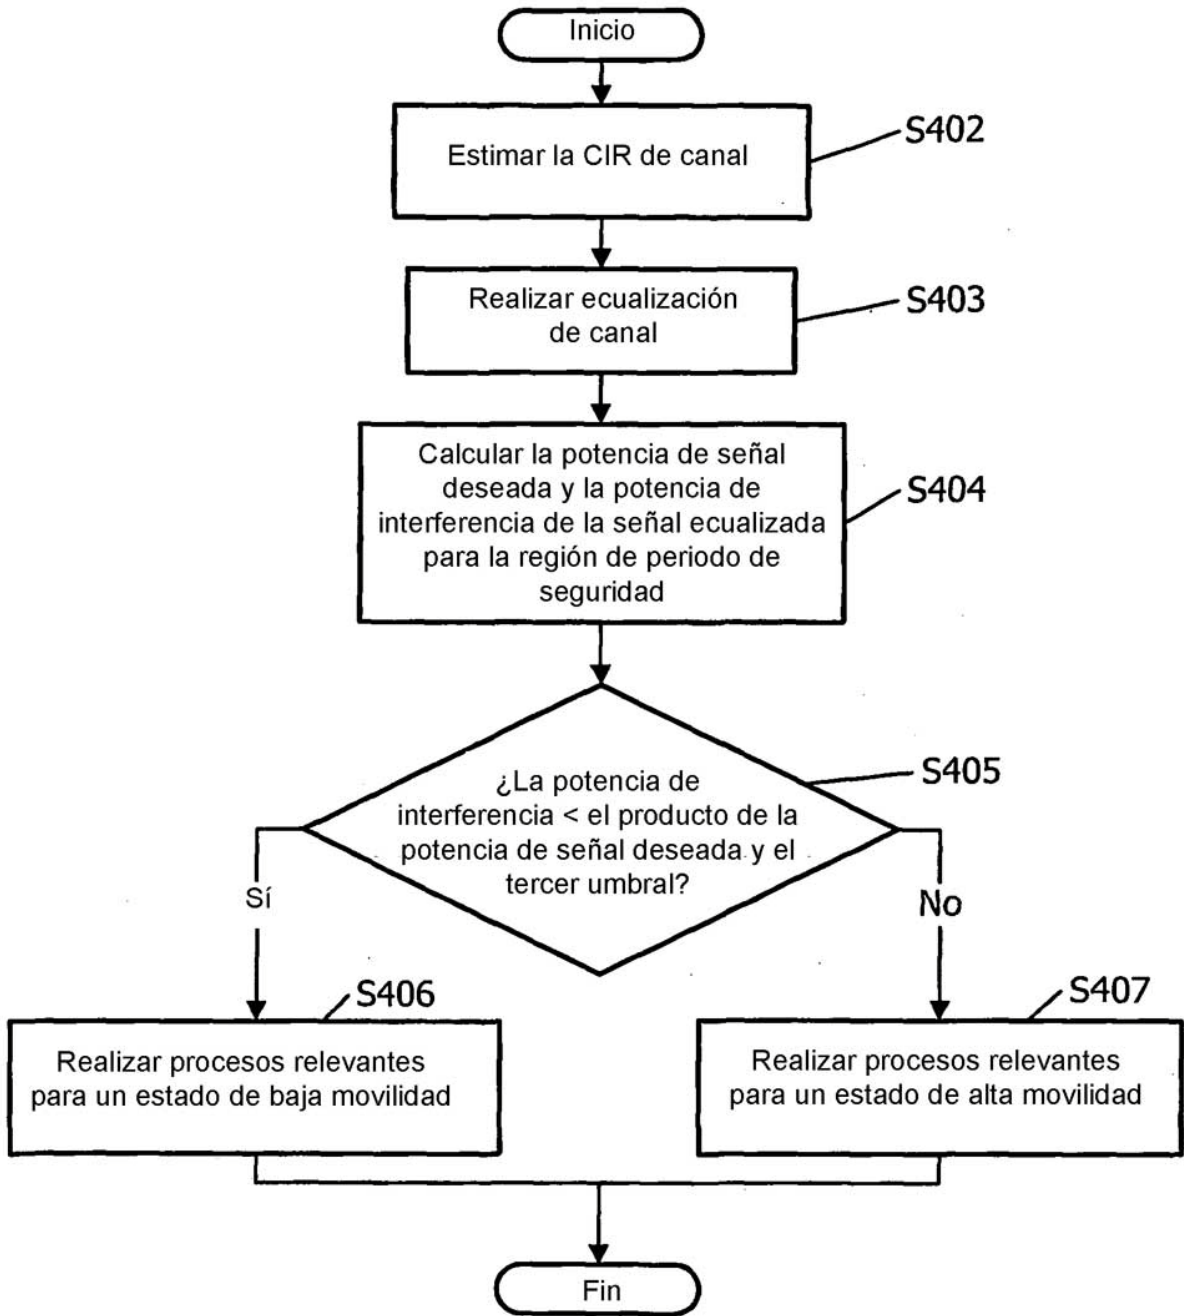 Inicio
Estimar la CIR de canal
S402
Realizar ecualización
de canal
S403
Calcular la potencia de señal
deseada y la potencia de
interferencia de la señal ecualizada
para la región de periodo de
seguridad
S404
¿La potencia de
interferencia < el producto de la
potencia de señal deseada y el
tercer umbral?
S405
Sí
No
S406
Realizar procesos relevantes
para un estado de baja movilidad
S407
Realizar procesos relevantes
para un estado de alta movilidad
Fin